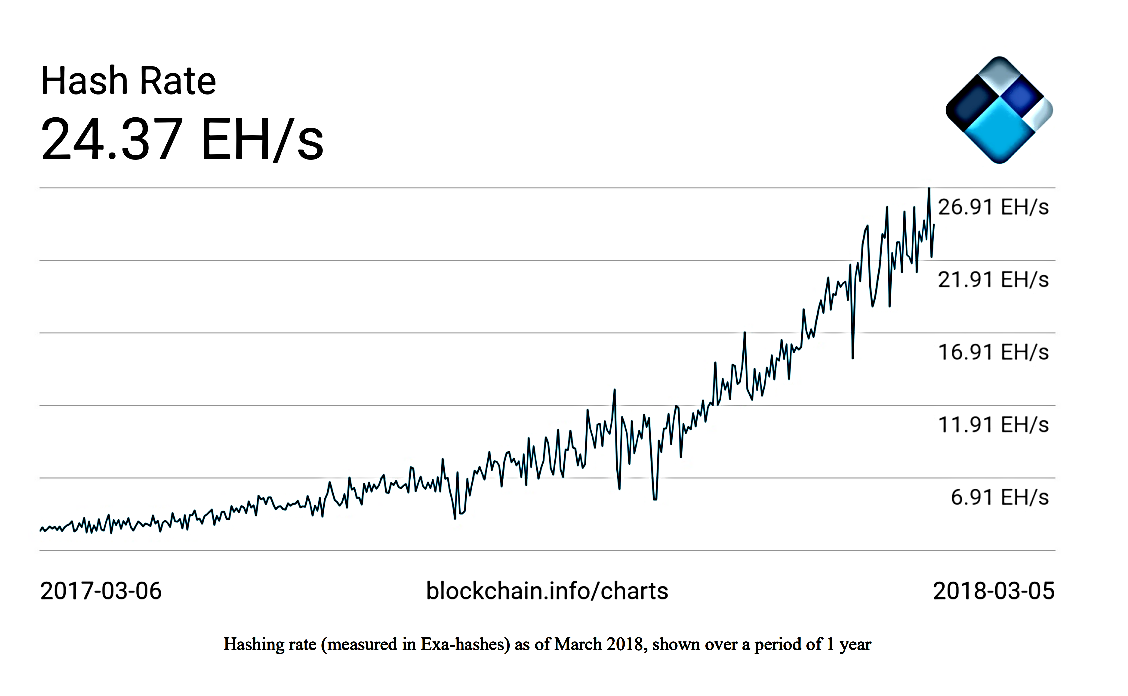 Hash Rate
24.37 EH/s
26.91 EH/s
21.91 EH/s
16.91 EH/s
11.91 EH/s
6.91 EH/s
2017-03-06
blockchain.info/charts
2018-03-05
Hashing rate (measured in Exa-hashes) as of March 2018, shown over a period of 1 year